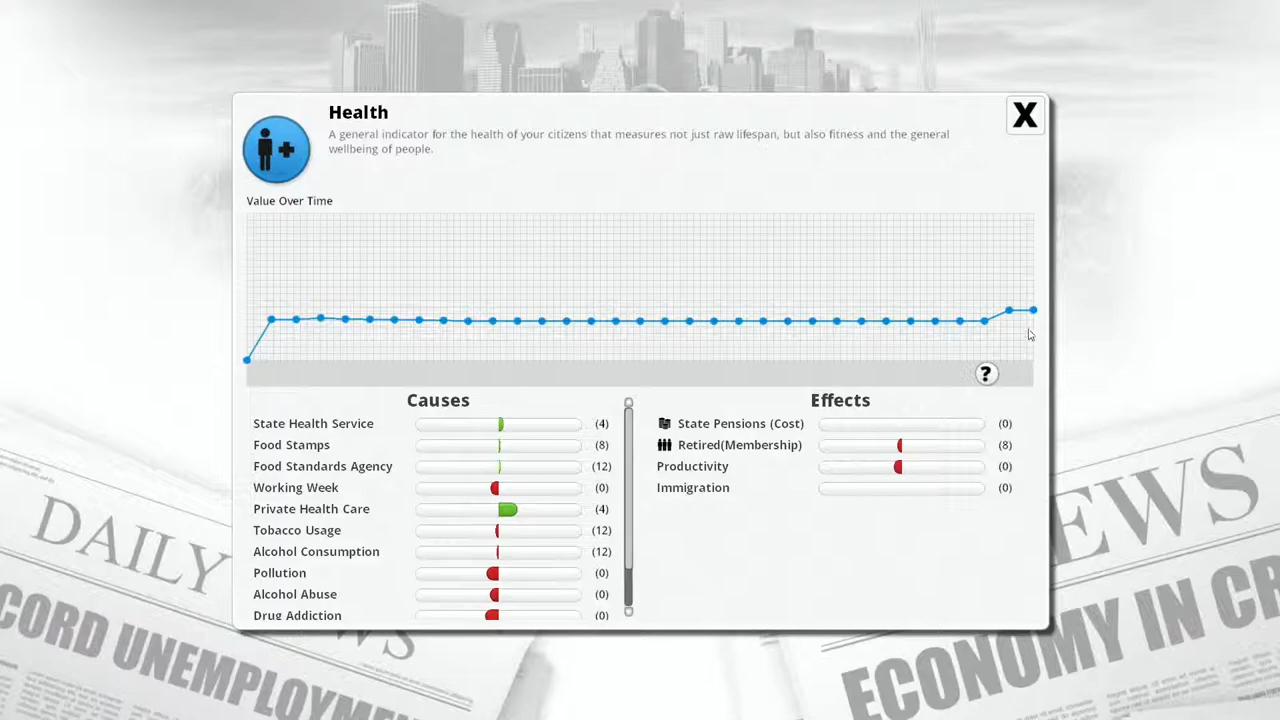 Health
X
A general indicator for the health of your citizens that measures not just raw lifespan, but also fitness and the general
wellbeing of people.
Value Over Time
?
Causes
State Health Service (4)
Food Stamps (8)
Food Standards Agency (12)
Working Week (0)
Private Health Care (4)
Tobacco Usage (12)
Alcohol Consumption (12)
Pollution (0)
Alcohol Abuse (0)
Drug Addiction (0)
Effects
State Pensions (Cost) (0)
Retired(Membership) (8)
Productivity (0)
Immigration (0)
DAILY
NEWS
CORD UNEMPLOYME
EWS
ECONOMY IN CR